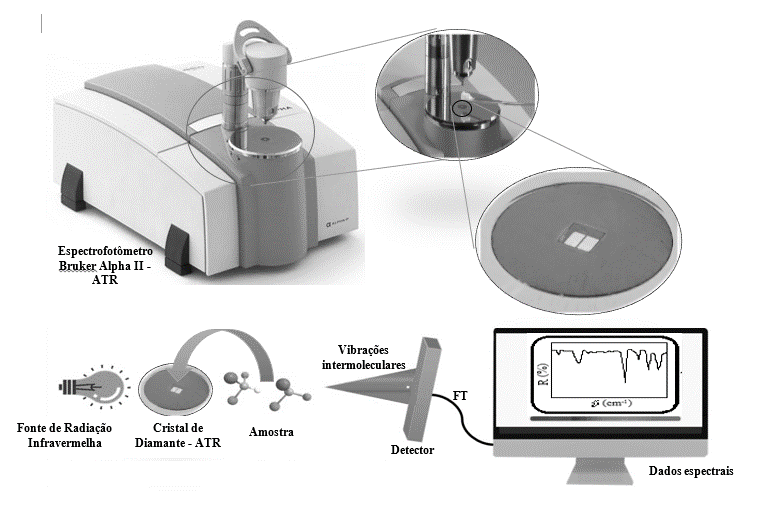 Espectrofotômetro
Bruker Alpha II -
ATR
Fonte de Radiação
Infravermelha
Cristal de
Diamante - ATR
Amostra
Vibrações
intermoleculares
Detector
FT
R (%)
(cm⁻¹)
Dados espectrais